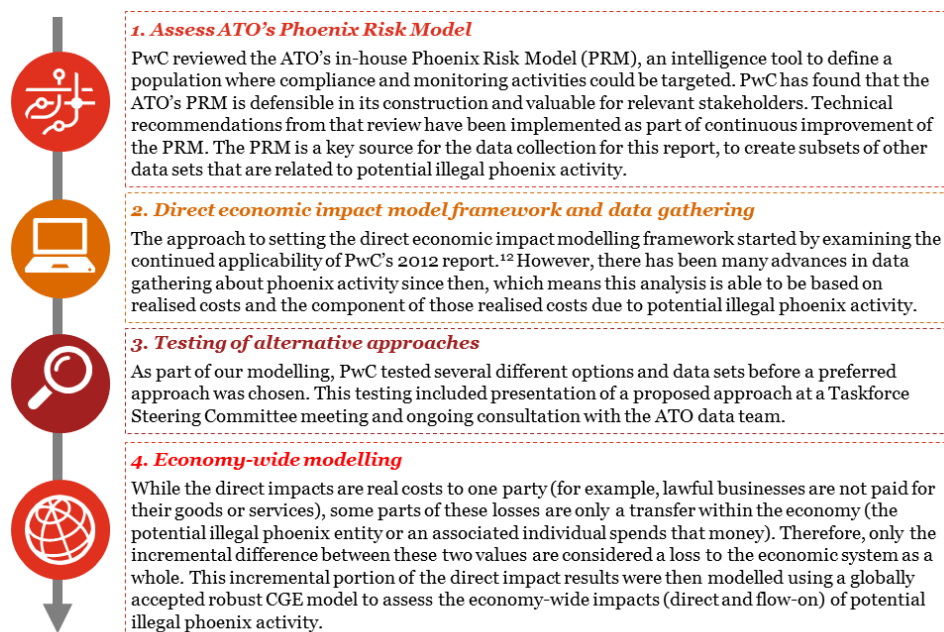 1. Assess ATO's Phoenix Risk Model
PwC reviewed the ATO's in-house Phoenix Risk Model (PRM), an intelligence tool to define a
population where compliance and monitoring activities could be targeted. PwC has found that the
ATO's PRM is defensible in its construction and valuable for relevant stakeholders. Technical
recommendations from that review have been implemented as part of continuous improvement of
the PRM. The PRM is a key source for the data collection for this report, to create subsets of other
data sets that are related to potential illegal phoenix activity.
2. Direct economic impact model framework and data gathering
The approach to setting the direct economic impact modelling framework started by examining the
continued applicability of PwC's 2012 report.¹² However, there has been many advances in data
gathering about phoenix activity since then, which means this analysis is able to be based on
realised costs and the component of those realised costs due to potential illegal phoenix activity.
3. Testing of alternative approaches
As part of our modelling, PwC tested several different options and data sets before a preferred
approach was chosen. This testing included presentation of a proposed approach at a Taskforce
Steering Committee meeting and ongoing consultation with the ATO data team.
4. Economy-wide modelling
While the direct impacts are real costs to one party (for example, lawful businesses are not paid for
their goods or services), some parts of these losses are only a transfer within the economy (the
potential illegal phoenix entity or an associated individual spends that money). Therefore, only the
incremental difference between these two values are considered a loss to the economic system as a
whole. This incremental portion of the direct impact results were then modelled using a globally
accepted robust CGE model to assess the economy-wide impacts (direct and flow-on) of potential
illegal phoenix activity.